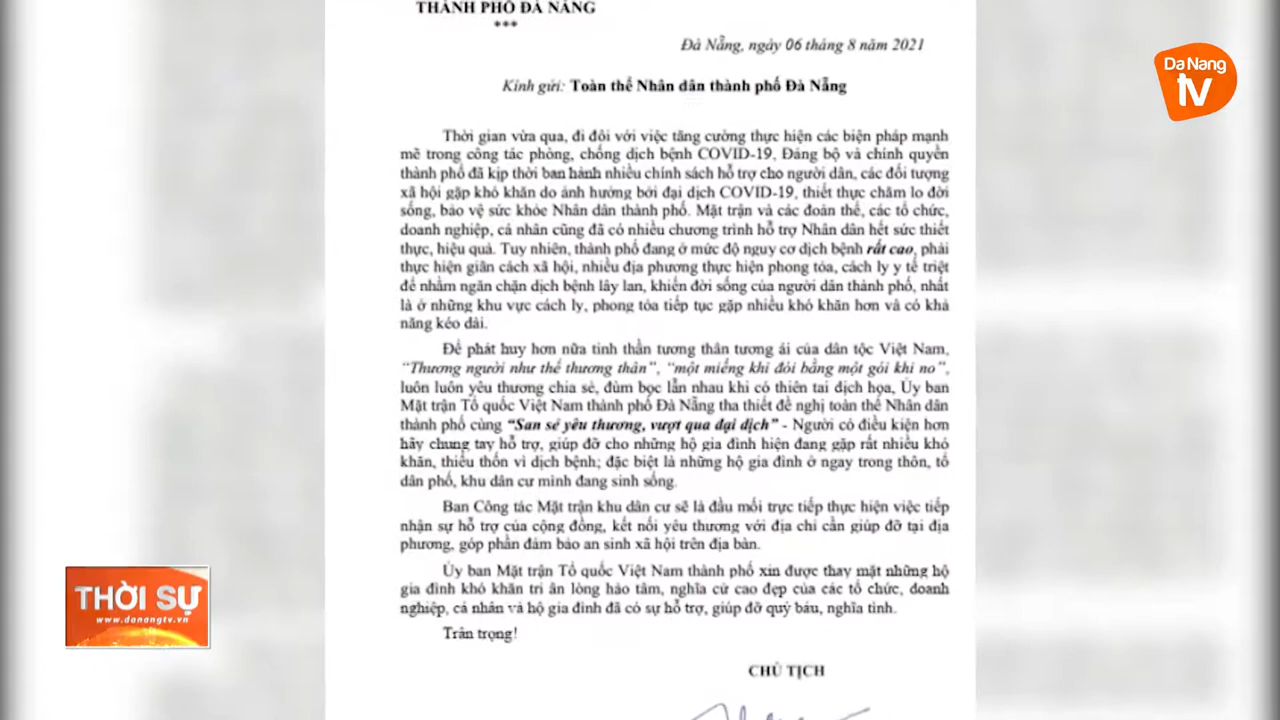 THÀNH PHỐ ĐÀ NẴNG
***
Đà Nẵng, ngày 06 tháng 8 năm 2021
Da Nang
tv
Kính gửi: Toàn thể Nhân dân thành phố Đà Nẵng
Thời gian vừa qua, đi đôi với việc tăng cường thực hiện các biện pháp mạnh
mẽ trong công tác phòng, chống dịch bệnh COVID-19, Đảng bộ và chính quyền
thành phố đã kịp thời ban hành nhiều chính sách hỗ trợ cho người dân, các đối tượng
xã hội gặp khó khăn do ảnh hưởng bởi đại dịch COVID-19, thiết thực chăm lo đời
sống, bảo vệ sức khỏe Nhân dân thành phố. Mặt trận và các đoàn thể, các tổ chức,
doanh nghiệp, cá nhân cũng đã có nhiều chương trình hỗ trợ Nhân dân hết sức thiết
thực, hiệu quả. Tuy nhiên, thành phố đang ở mức độ nguy cơ dịch bệnh rất cao, phải
thực hiện giãn cách xã hội, nhiều địa phương thực hiện phong tỏa, cách ly y tế triệt
để nhằm ngăn chặn dịch bệnh lây lan, khiến đời sống của người dân thành phố, nhất
là ở những khu vực cách ly, phong tỏa tiếp tục gặp nhiều khó khăn hơn và có khả
năng kéo dài.
Để phát huy hơn nữa tinh thần tương thân tương ái của dân tộc Việt Nam,
“Thương người như thể thương thân”, “một miếng khi đói bằng một gói khi no”,
luôn luôn yêu thương chia sẻ, đùm bọc lẫn nhau khi có thiên tai dịch họa, Ủy ban
Mặt trận Tổ quốc Việt Nam thành phố Đà Nẵng tha thiết đề nghị toàn thể Nhân dân
thành phố cùng “San sẻ yêu thương, vượt qua đại dịch” - Người có điều kiện hơn
hãy chung tay hỗ trợ, giúp đỡ cho những hộ gia đình hiện đang gặp rất nhiều khó
khăn, thiếu thốn vì dịch bệnh; đặc biệt là những hộ gia đình ở ngay trong thôn, tổ
dân phố, khu dân cư mình đang sinh sống.
Ban Công tác Mặt trận khu dân cư sẽ là đầu mối trực tiếp thực hiện việc tiếp
nhận sự hỗ trợ của cộng đồng, kết nối yêu thương với địa chỉ cần giúp đỡ tại địa
phương, góp phần đảm bảo an sinh xã hội trên địa bàn.
Ủy ban Mặt trận Tổ quốc Việt Nam thành phố xin được thay mặt những hộ
gia đình khó khăn tri ân lòng hảo tâm, nghĩa cử cao đẹp của các tổ chức, doanh
nghiệp, cá nhân và hộ gia đình đã có sự hỗ trợ, giúp đỡ quý báu, nghĩa tình.
Trân trọng!
CHỦ TỊCH
THỜI SỰ
www.danangtv.vn